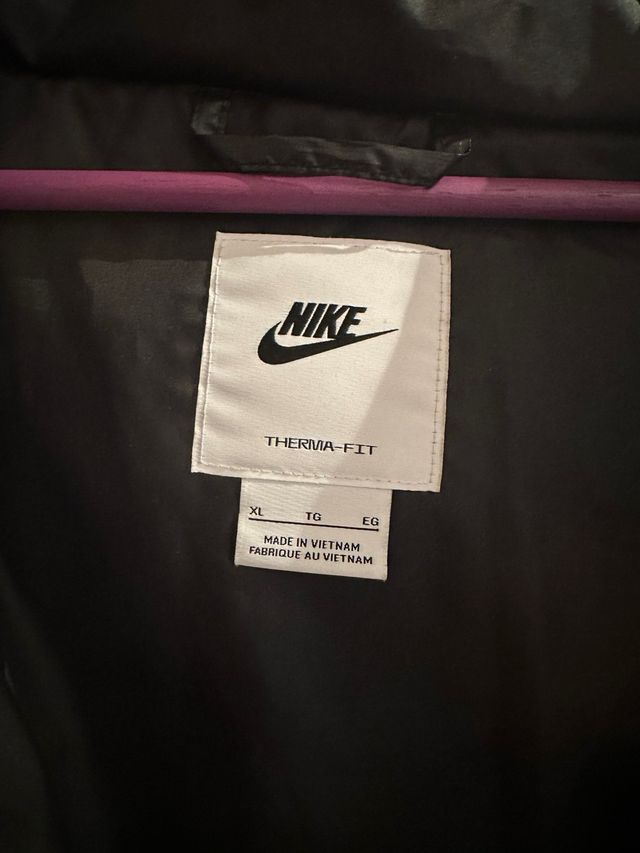 NIKE
THERMA-FIT
XL TG EG
MADE IN VIETNAM
FABRIQUE AU VIETNAM